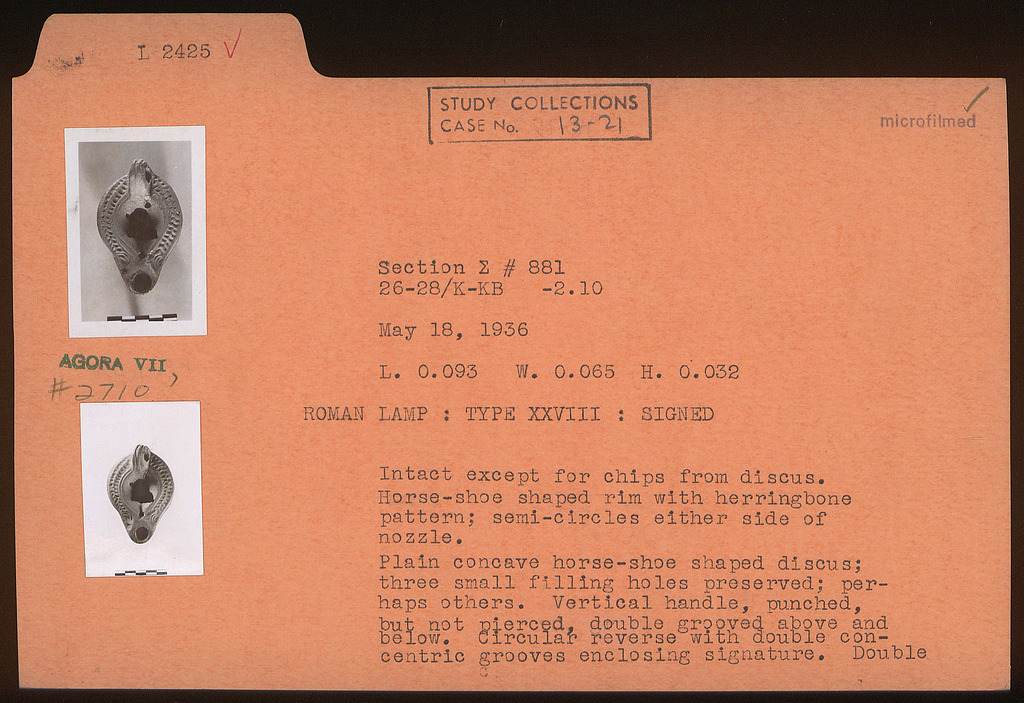 L 2425 ✓
STUDY COLLECTIONS
CASE No. 13-21
microfilmed
Section Σ # 881
26-28/K-KB -2.10
May 18, 1936
AGORA VII,
#2710
L. 0.093 W. 0.065 H. 0.032
ROMAN LAMP : TYPE XXVIII : SIGNED
Intact except for chips from discus.
Horse-shoe shaped rim with herringbone
pattern; semi-circles either side of
nozzle.
Plain concave horse-shoe shaped discus;
three small filling holes preserved; per-
haps others. Vertical handle, punched,
but not pierced, double grooved above and
below. Circular reverse with double con-
centric grooves enclosing signature. Double